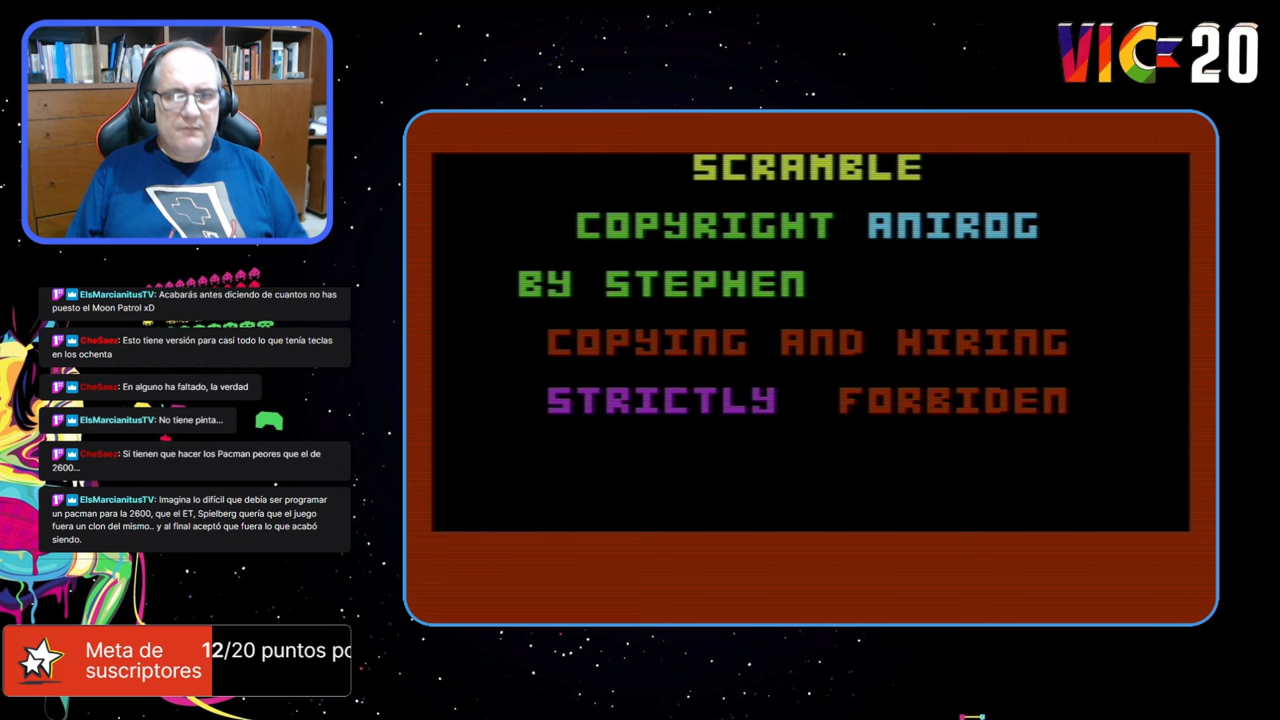 VIC 20
SCRAMBLE
COPYRIGHT ANIROG
BY STEPHEN
COPYING AND HIRING
STRICTLY FORBIDEN
ElsMarcianitusTV: Acabarás antes diciendo de cuantos no has
puesto el Moon Patrol xD
CheSaez: Esto tiene versión para casi todo lo que tenía teclas
en los ochenta
CheSaez: En alguno ha faltado, la verdad
ElsMarcianitusTV: No tiene pinta...
CheSaez: Si tienen que hacer los Pacman peores que el de
2600...
ElsMarcianitusTV: Imagina lo difícil que debía ser programar
un pacman para la 2600, que el ET, Spielberg quería que el juego
fuera un clon del mismo.. y al final aceptó que fuera lo que acabó
siendo.
Meta de
suscriptores
12/20 puntos po